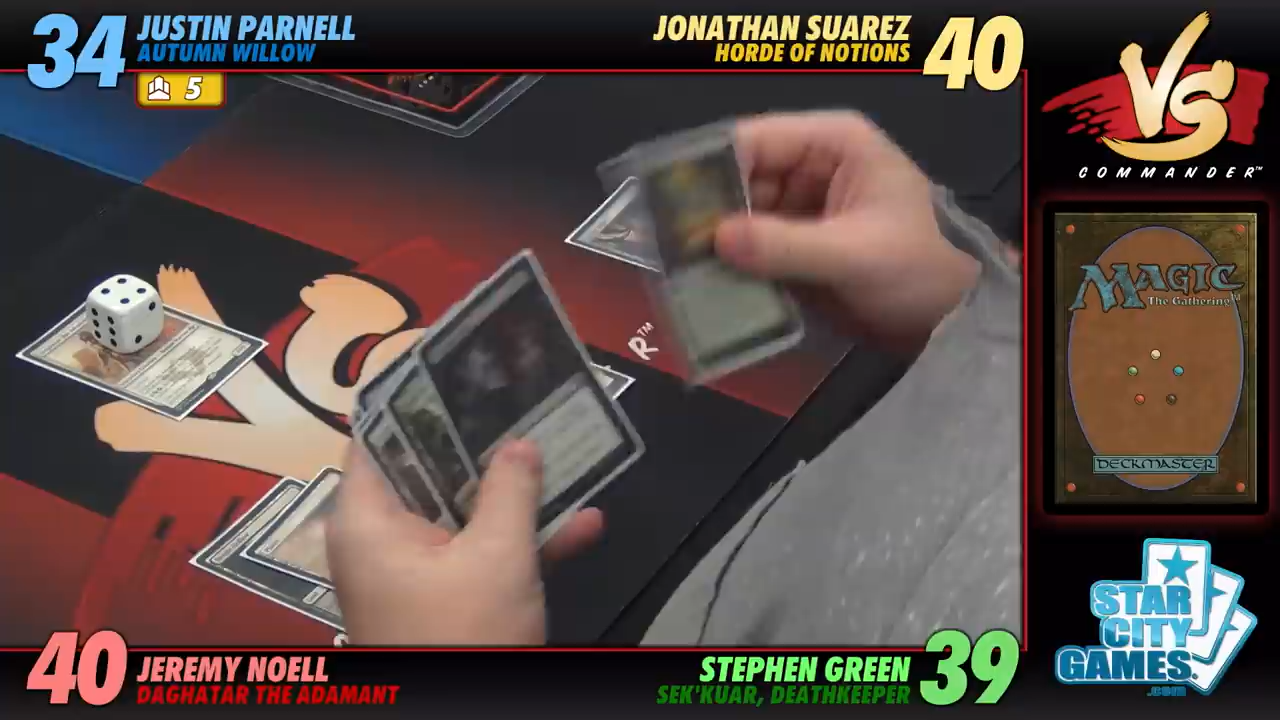 34
JUSTIN PARNELL
AUTUMN WILLOW
5
JONATHAN SUAREZ
HORDE OF NOTIONS
40
VS
COMMANDER™
MAGIC
The Gathering
DECKMASTER
R™
STAR
CITY
GAMES
.com
40
JEREMY NOELL
DAGHATAR THE ADAMANT
STEPHEN GREEN
SEK'KUAR, DEATHKEEPER
39